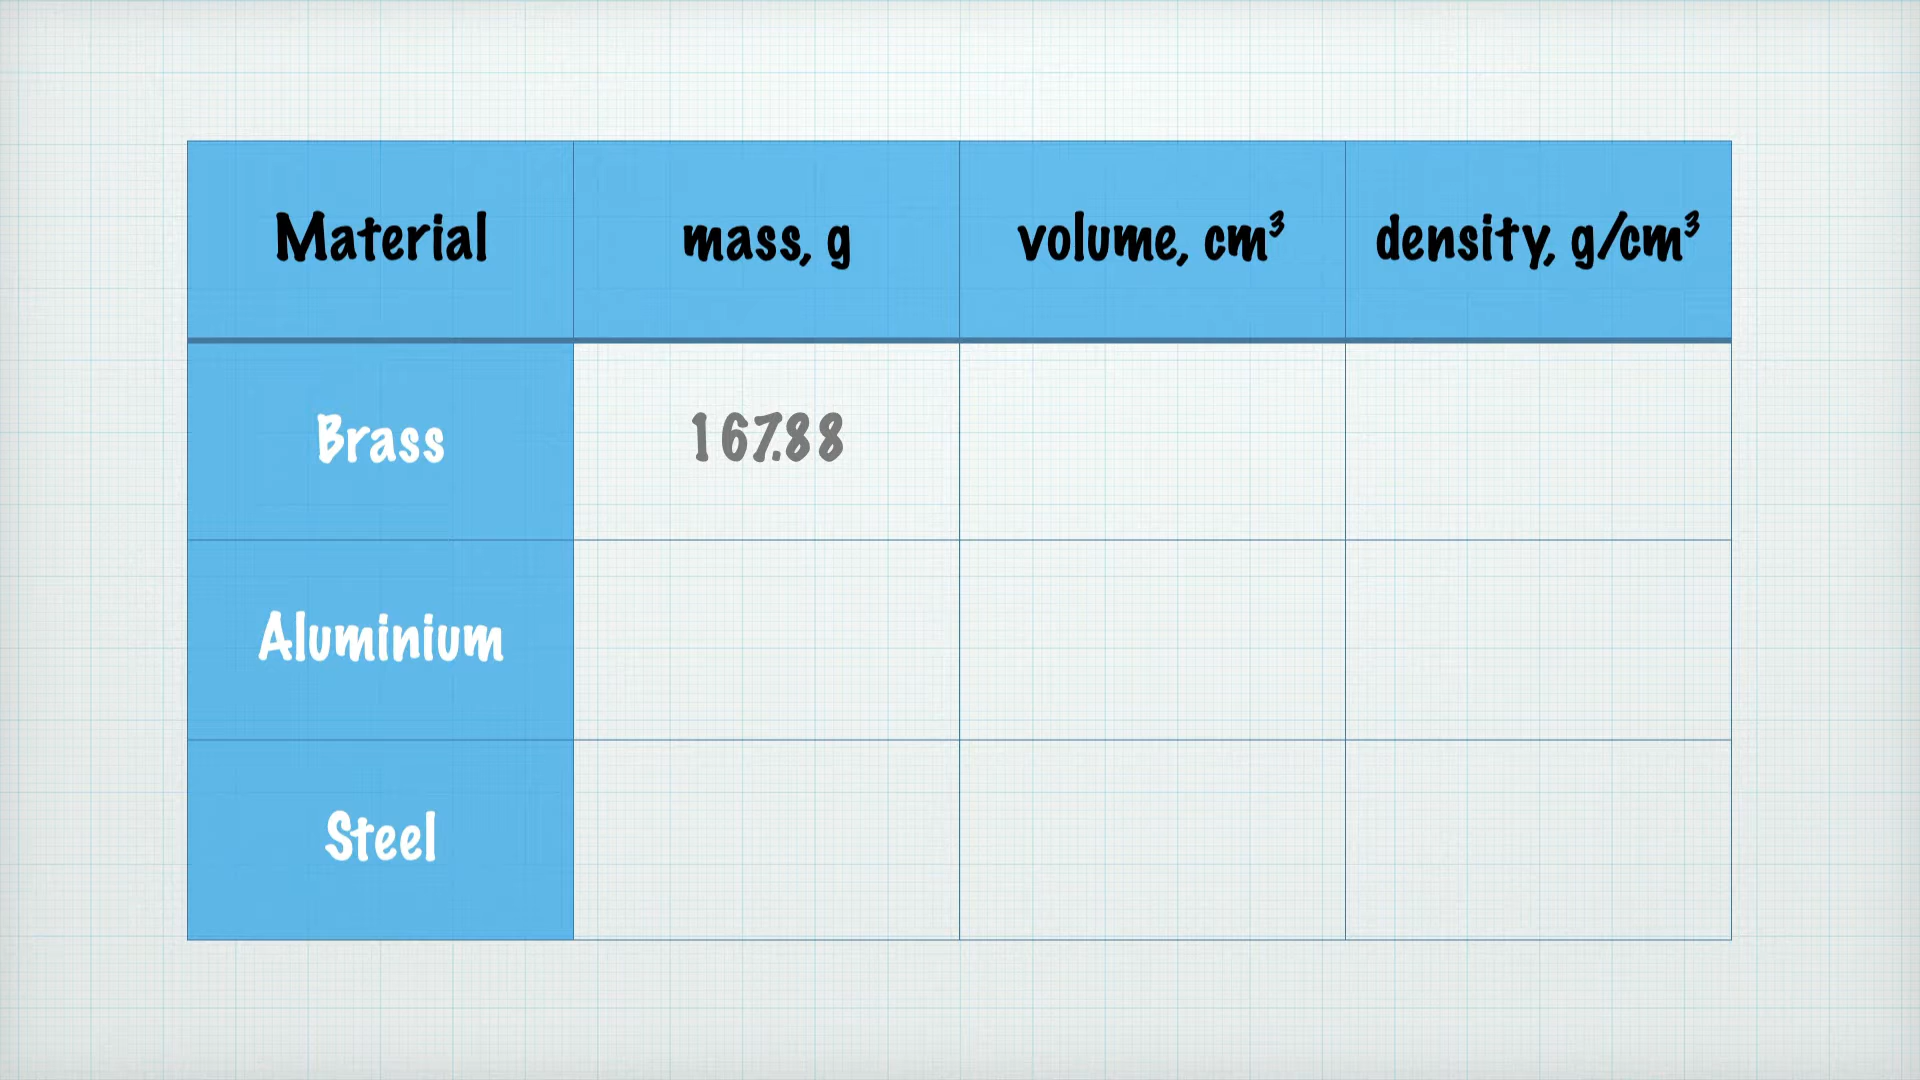 Material mass, g volume, cm³ density, g/cm³
Brass 167.88
Aluminium
Steel